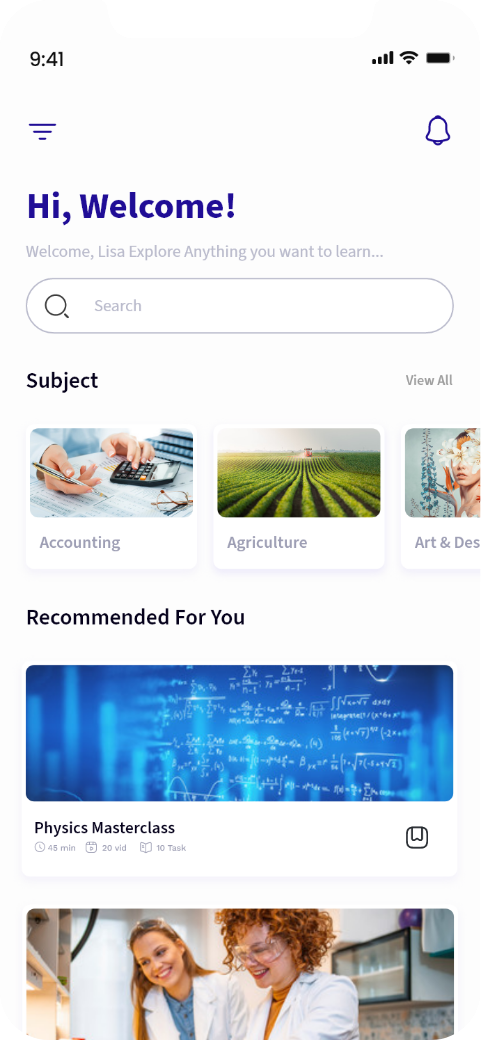 9:41
Hi, Welcome!
Welcome, Lisa Explore Anything you want to learn...
Search
Subject
View All
Accounting
Agriculture
Art & Des
Recommended For You
Physics Masterclass
45 min
20 vid
10 Task